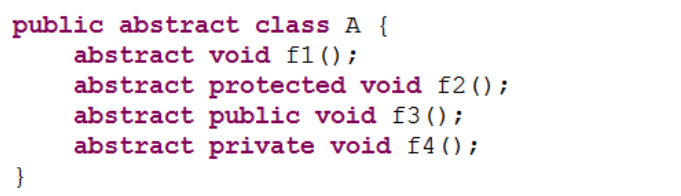 public abstract class A {
abstract void f1();
abstract protected void f2();
abstract public void f3();
abstract private void f4();
}